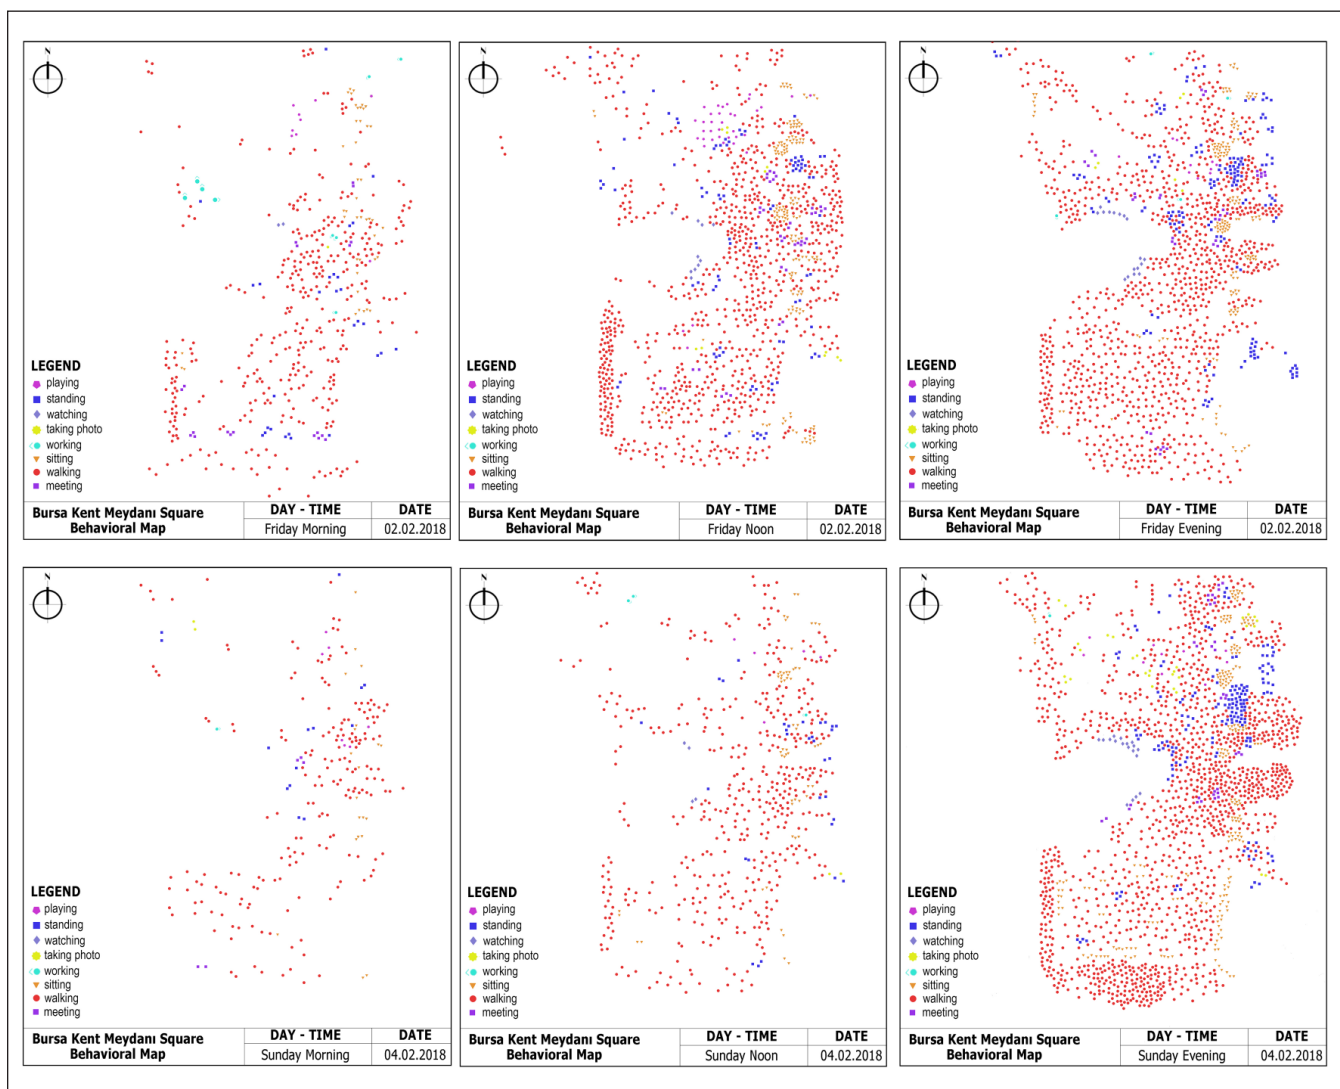 N
LEGEND
playing
standing
watching
taking photo
working
sitting
walking
meeting
Bursa Kent Meydanı Square
Behavioral Map
DAY - TIME
DATE
Friday Morning
02.02.2018
N
LEGEND
playing
standing
watching
taking photo
working
sitting
walking
meeting
Bursa Kent Meydanı Square
Behavioral Map
DAY - TIME
DATE
Friday Noon
02.02.2018
N
LEGEND
playing
standing
watching
taking photo
working
sitting
walking
meeting
Bursa Kent Meydanı Square
Behavioral Map
DAY - TIME
DATE
Friday Evening
02.02.2018
N
LEGEND
playing
standing
watching
taking photo
working
sitting
walking
meeting
Bursa Kent Meydanı Square
Behavioral Map
DAY - TIME
DATE
Sunday Morning
04.02.2018
N
LEGEND
playing
standing
watching
taking photo
working
sitting
walking
meeting
Bursa Kent Meydanı Square
Behavioral Map
DAY - TIME
DATE
Sunday Noon
04.02.2018
N
LEGEND
playing
standing
watching
taking photo
working
sitting
walking
meeting
Bursa Kent Meydanı Square
Behavioral Map
DAY - TIME
DATE
Sunday Evening
04.02.2018